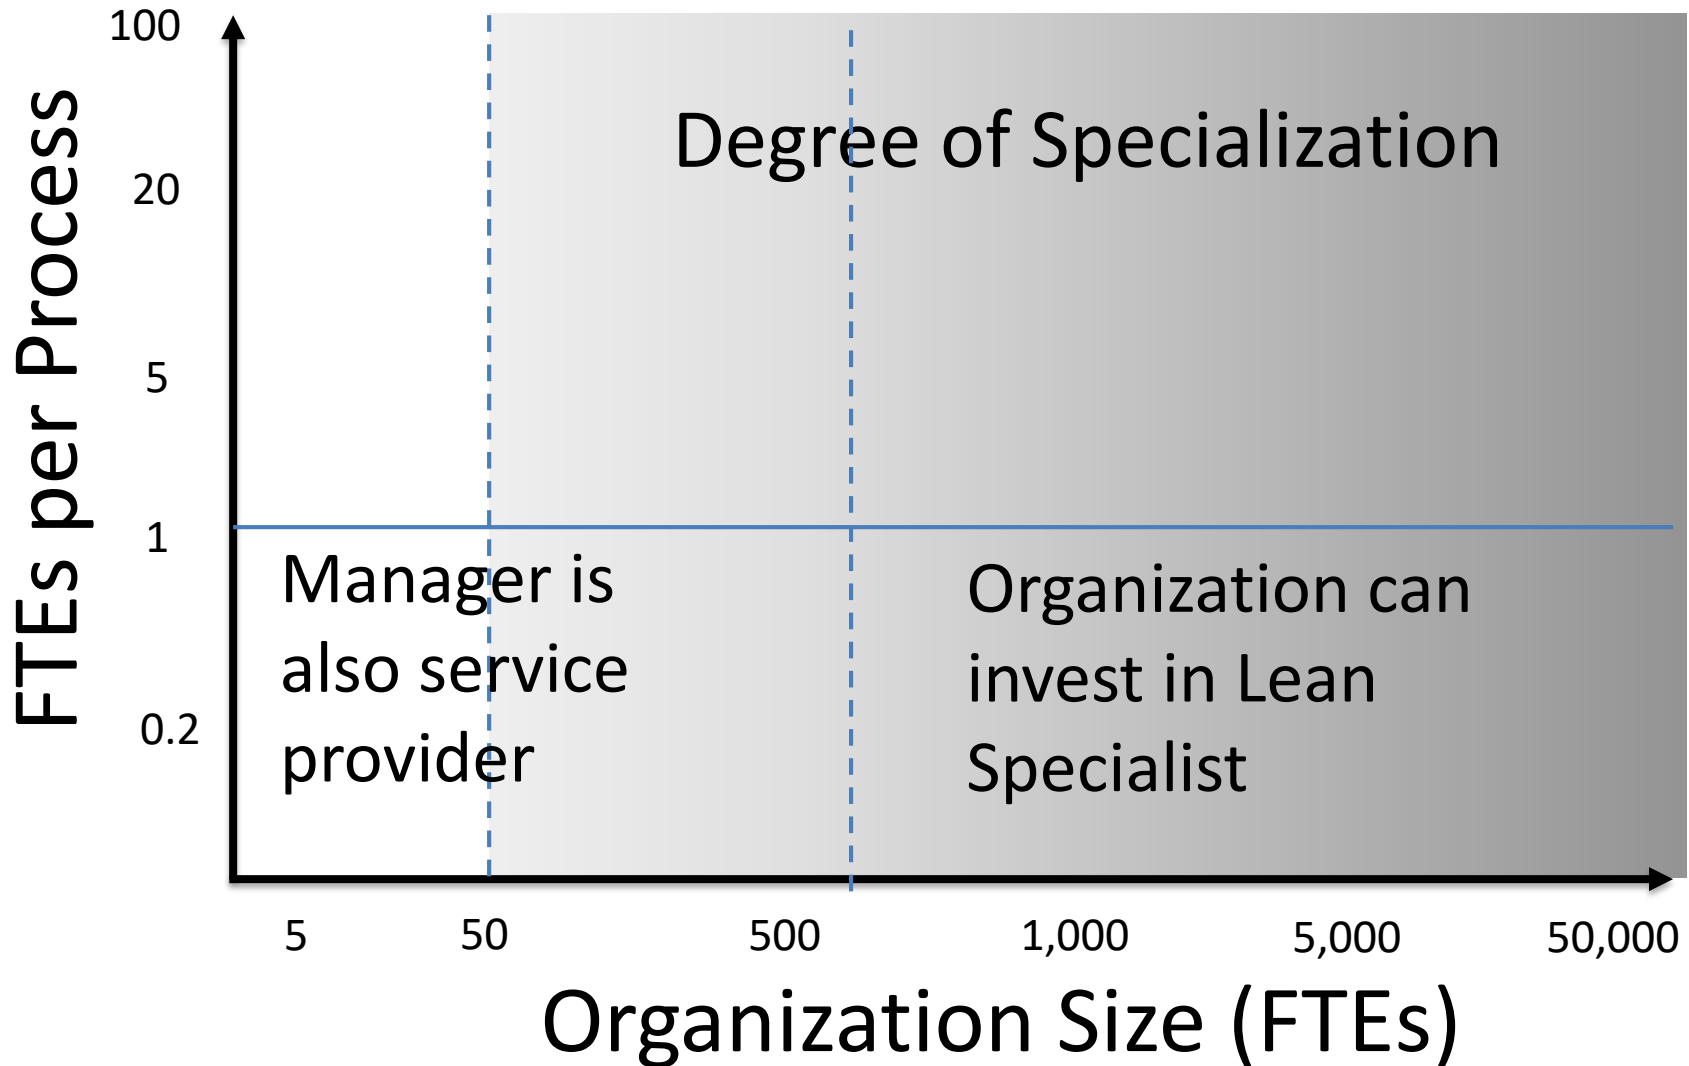 100
20
5
1
0.2
FTEs per Process
Degree of Specialization
Manager is
also service
provider
Organization can
invest in Lean
Specialist
5 50 500 1,000 5,000 50,000
Organization Size (FTEs)